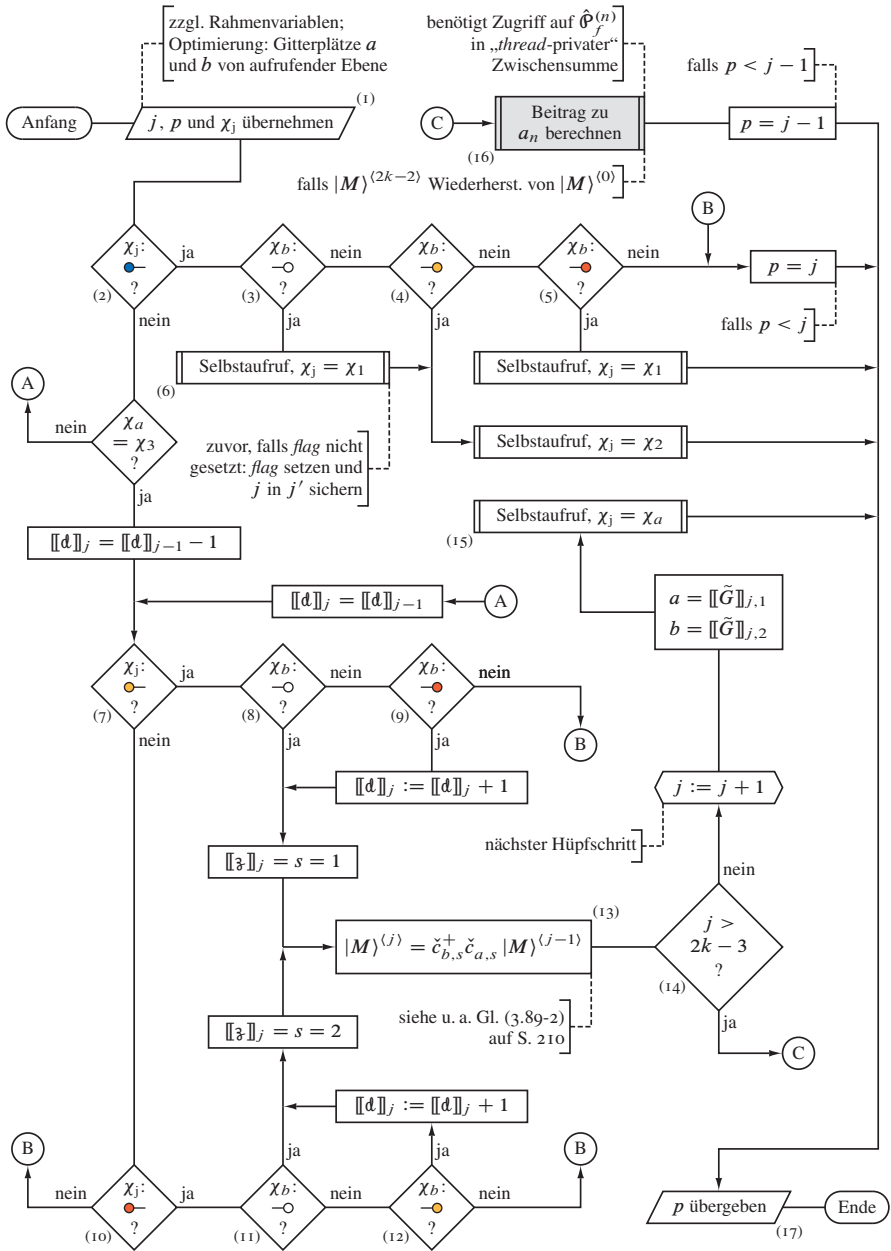 zzgl. Rahmenvariablen;
Optimierung: Gitterplätze a
und b von aufrufender Ebene
benötigt Zugriff auf P̂_f^(n)
in „thread-privater“
Zwischensumme
falls p < j − 1
Anfang
j, p und χ_j übernehmen
(1)
C
Beitrag zu
a_n berechnen
(16)
p = j − 1
falls |M⟩^⟨2k−2⟩ Wiederherst. von |M⟩^⟨0⟩
B
χ_j:
?
(2)
ja
χ_b:
?
(3)
nein
χ_b:
?
(4)
nein
χ_b:
?
(5)
nein
p = j
nein
ja
ja
ja
falls p < j
Selbstaufruf, χ_j = χ_1
(6)
Selbstaufruf, χ_j = χ_1
A
nein
χ_a
= χ_3
?
zuvor, falls flag nicht
gesetzt: flag setzen und
j in j′ sichern
Selbstaufruf, χ_j = χ_2
ja
Selbstaufruf, χ_j = χ_a
(15)
⟦d⟧_j = ⟦d⟧_{j−1} − 1
⟦d⟧_j = ⟦d⟧_{j−1}
A
a = ⟦G̃⟧_{j,1}
b = ⟦G̃⟧_{j,2}
χ_j:
?
(7)
ja
χ_b:
?
(8)
nein
χ_b:
?
(9)
nein
nein
ja
ja
B
⟦d⟧_j := ⟦d⟧_j + 1
j := j + 1
nächster Hüpfschritt
⟦ʒ⟧_j = s = 1
nein
|M⟩^⟨j⟩ = č⁺_{b,s} č_{a,s} |M⟩^⟨j−1⟩
(13)
j >
2k − 3
?
(14)
siehe u. a. Gl. (3.89-2)
auf S. 210
⟦ʒ⟧_j = s = 2
ja
C
⟦d⟧_j := ⟦d⟧_j + 1
B
ja
ja
B
nein
χ_j:
?
(10)
ja
χ_b:
?
(11)
nein
χ_b:
?
(12)
nein
p übergeben
(17)
Ende